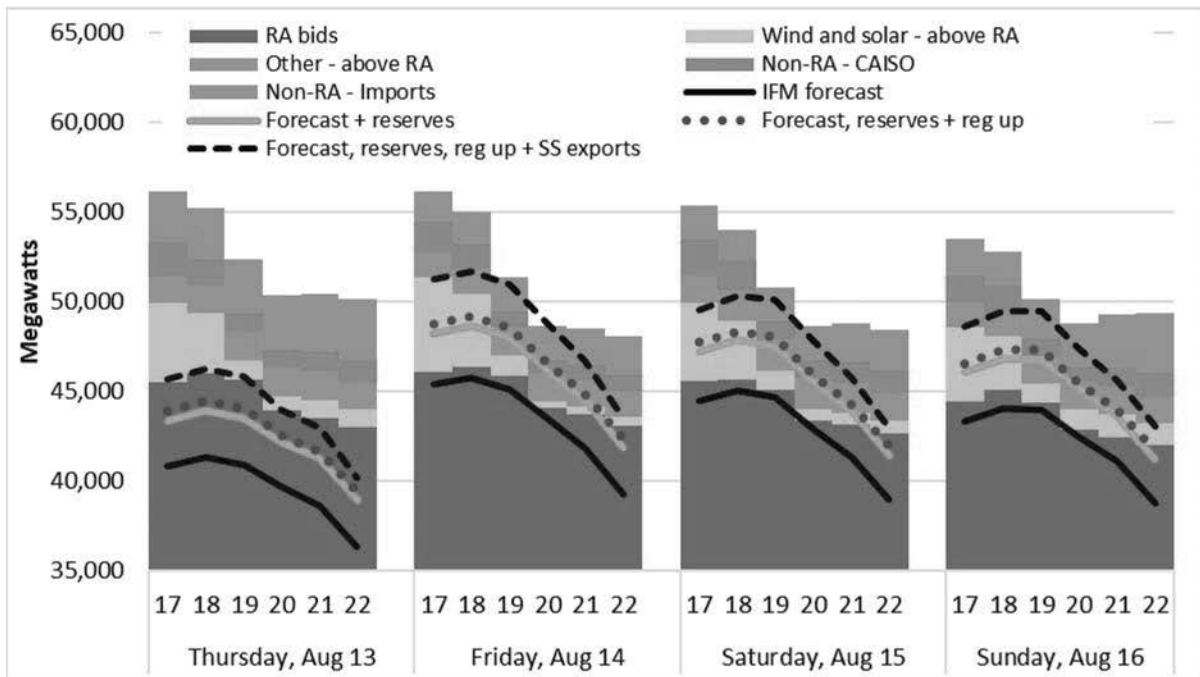 65,000
60,000
55,000
50,000
45,000
40,000
35,000
Megawatts
RA bids
Wind and solar - above RA
Other - above RA
Non-RA - CAISO
Non-RA - Imports
IFM forecast
Forecast + reserves
Forecast, reserves + reg up
Forecast, reserves, reg up + SS exports
17 18 19 20 21 22 17 18 19 20 21 22 17 18 19 20 21 22 17 18 19 20 21 22
Thursday, Aug 13 Friday, Aug 14 Saturday, Aug 15 Sunday, Aug 16